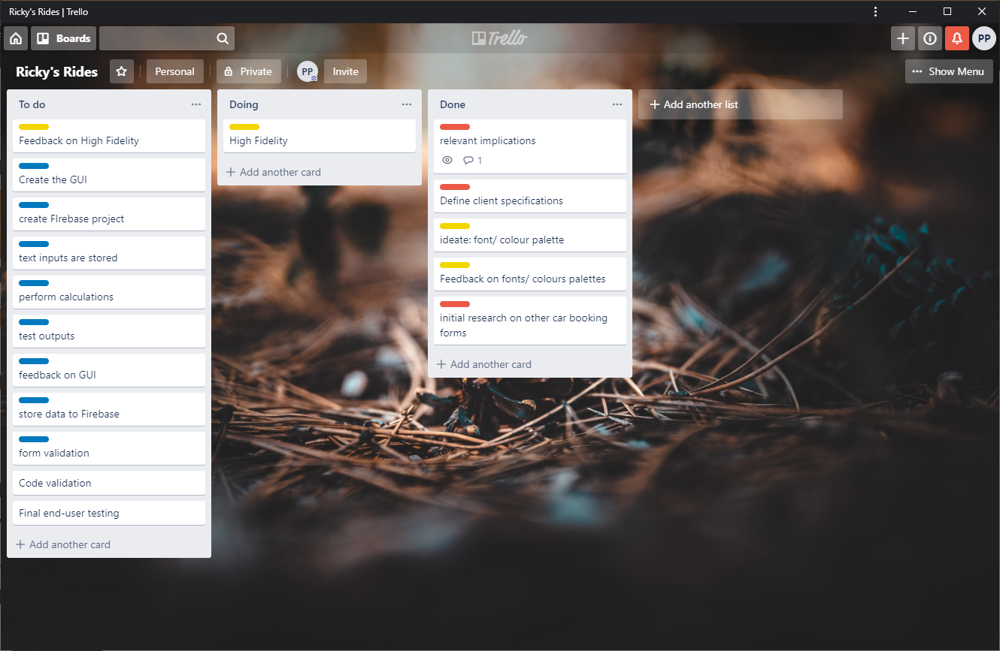 Ricky's Rides | Trello
Boards
Trello
PP
Ricky's Rides
Personal
Private
PP
Invite
Show Menu
To do
Feedback on High Fidelity
Create the GUI
create FIrebase project
text inputs are stored
perform calculations
test outputs
feedback on GUI
store data to Firebase
form validation
Code validation
Final end-user testing
Add another card
Doing
High Fidelity
Add another card
Done
relevant implications
1
Define client specifications
ideate: font/ colour palette
Feedback on fonts/ colours palettes
initial research on other car booking
forms
Add another card
Add another list